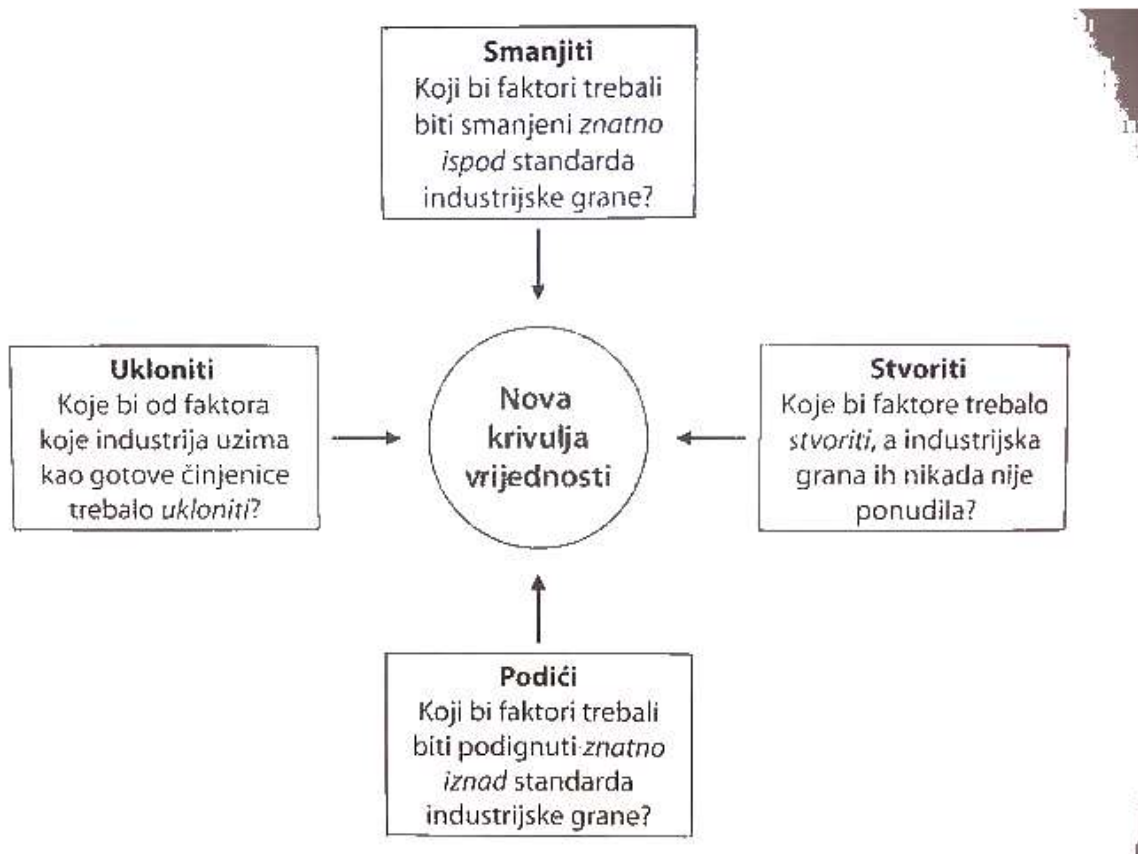 Smanjiti
Koji bi faktori trebali
biti smanjeni znatno
ispod standarda
industrijske grane?
Ukloniti
Koje bi od faktora
koje industrija uzima
kao gotove činjenice
trebalo ukloniti?
Nova
krivulja
vrijednosti
Stvoriti
Koje bi faktore trebalo
stvoriti, a industrijska
grana ih nikada nije
ponudila?
Podići
Koji bi faktori trebali
biti podignuti znatno
iznad standarda
industrijske grane?